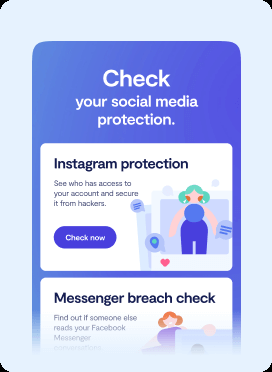 Check
your social media
protection.
Instagram protection
See who has access to
your account and secure
it from hackers.
Check now
Messenger breach check
Find out if someone else
reads your Facebook
Messenger
conversations.